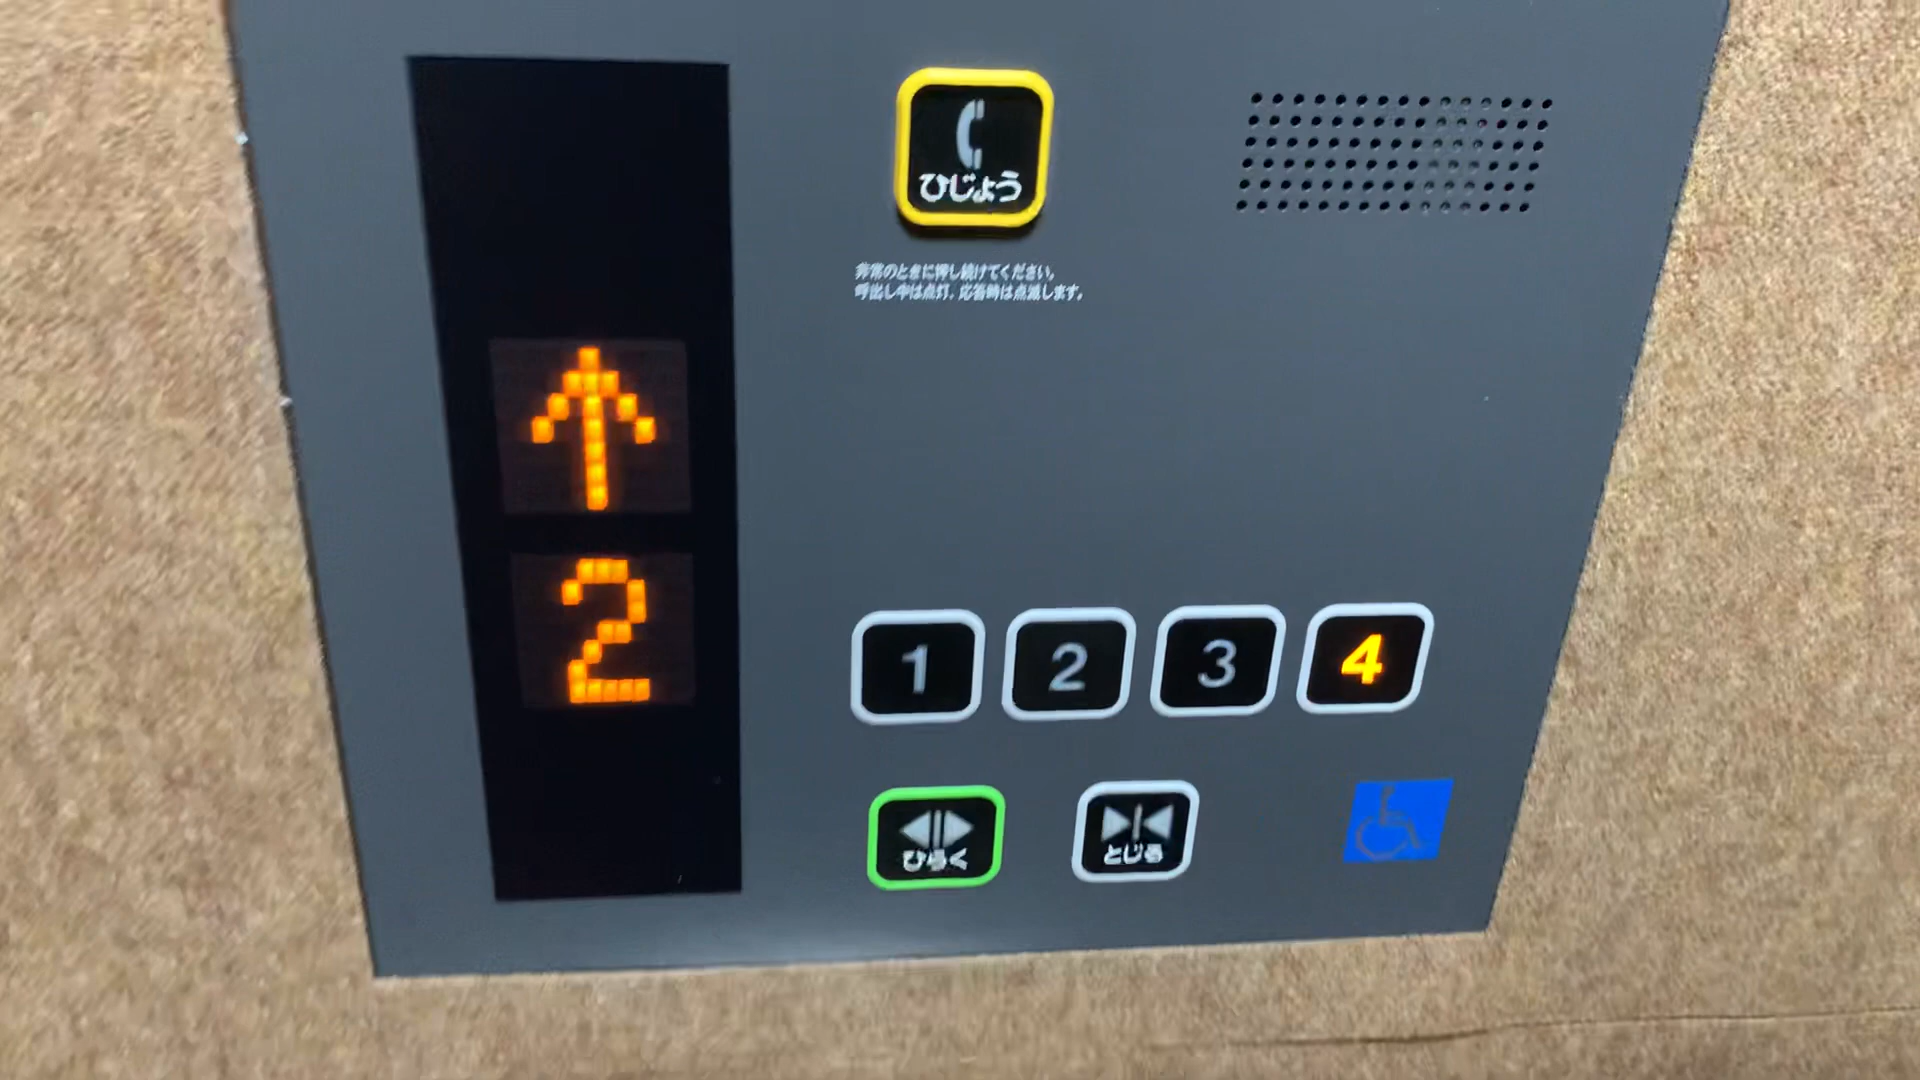 ひじょう
非常のときに押し続けてください。
呼出し中は点灯、応答時は点滅します。
2
1 2 3 4
ひらく とじる